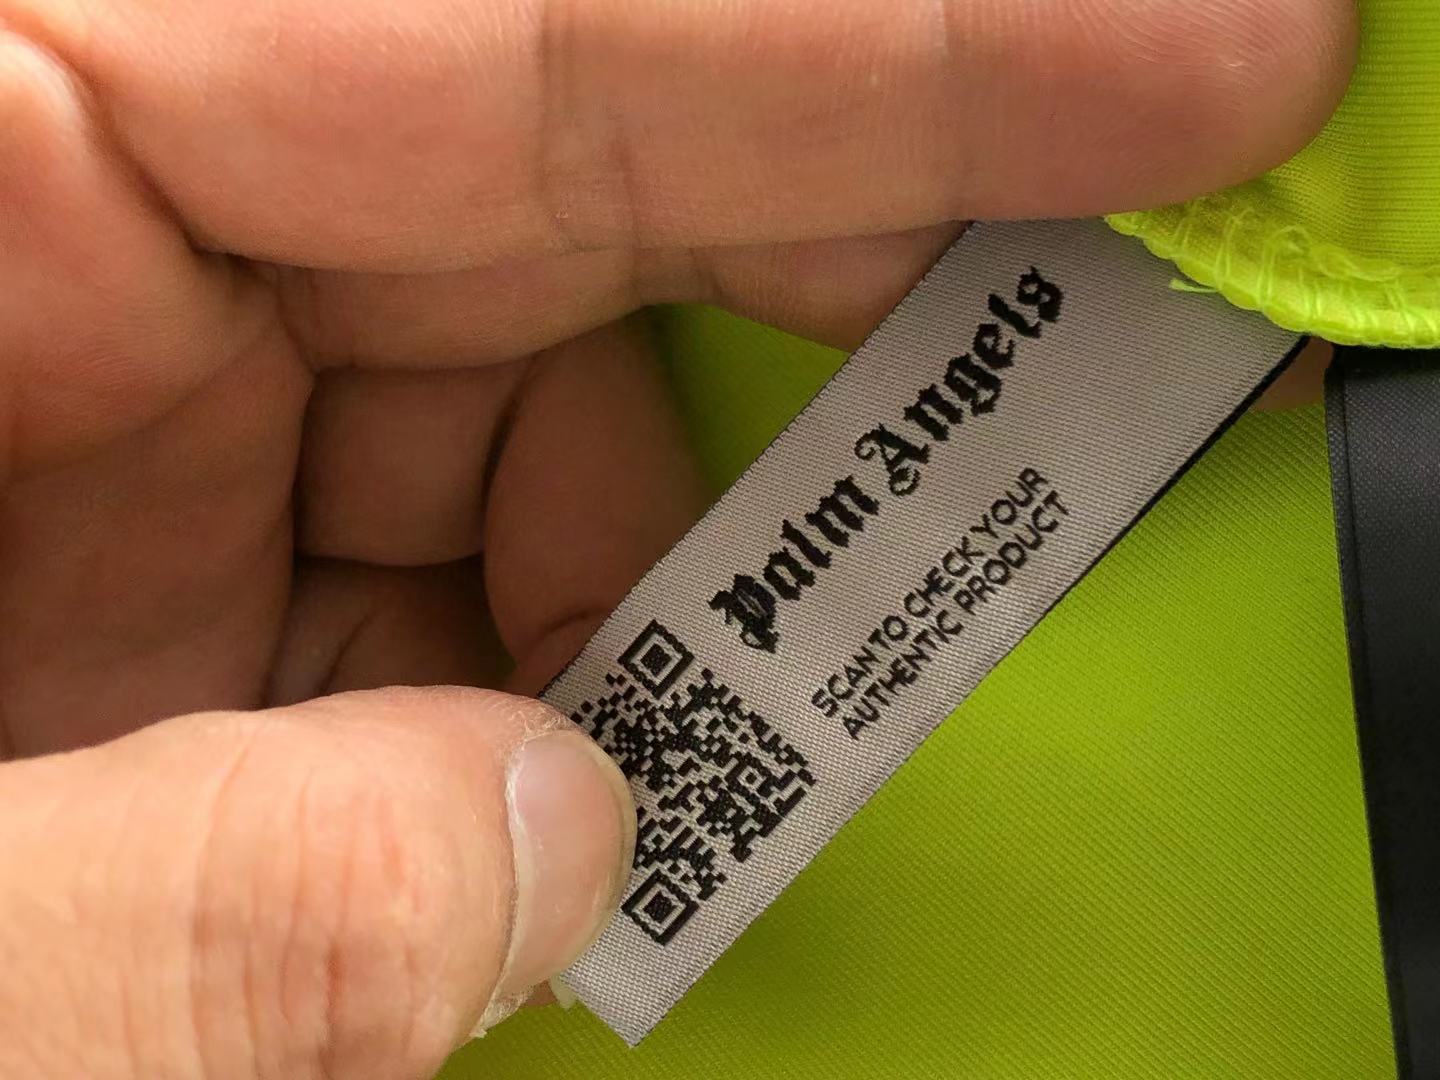 Palm Angels
SCAN TO CHECK YOUR
AUTHENTIC PRODUCT